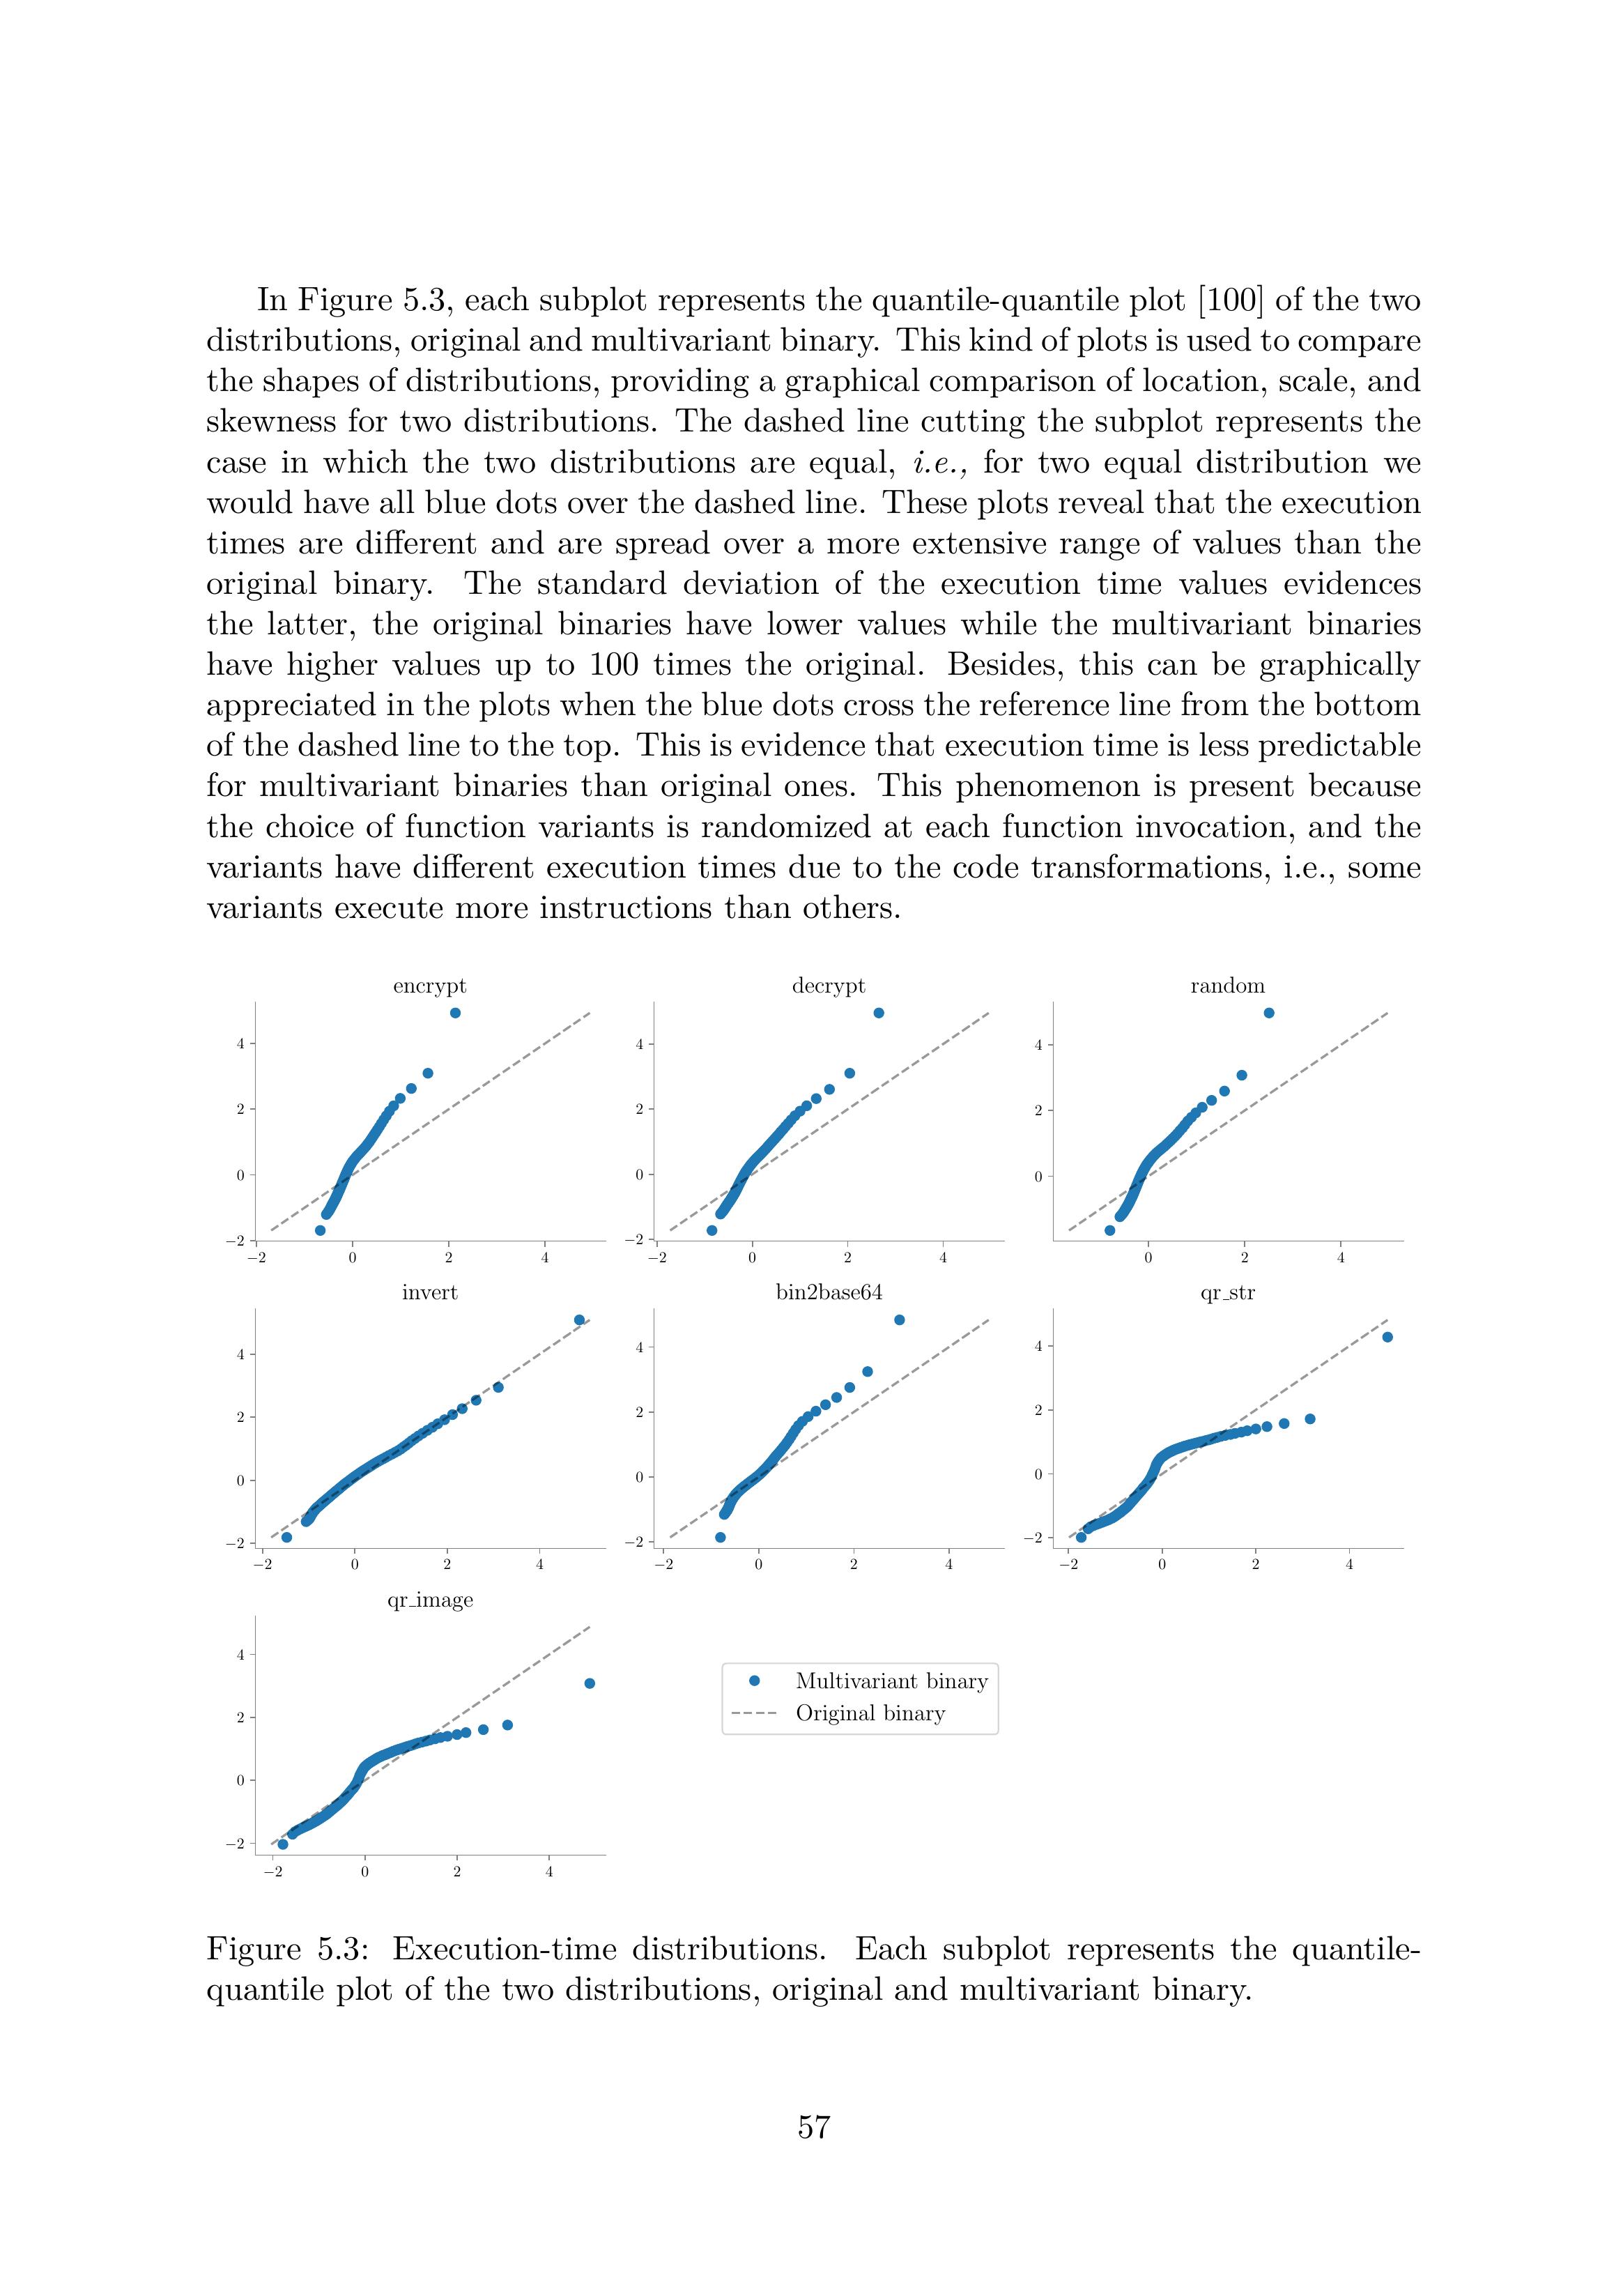 In Figure 5.3, each subplot represents the quantile-quantile plot [100] of the two
distributions, original and multivariant binary. This kind of plots is used to compare
the shapes of distributions, providing a graphical comparison of location, scale, and
skewness for two distributions. The dashed line cutting the subplot represents the
case in which the two distributions are equal, i.e., for two equal distribution we
would have all blue dots over the dashed line. These plots reveal that the execution
times are different and are spread over a more extensive range of values than the
original binary. The standard deviation of the execution time values evidences
the latter, the original binaries have lower values while the multivariant binaries
have higher values up to 100 times the original. Besides, this can be graphically
appreciated in the plots when the blue dots cross the reference line from the bottom
of the dashed line to the top. This is evidence that execution time is less predictable
for multivariant binaries than original ones. This phenomenon is present because
the choice of function variants is randomized at each function invocation, and the
variants have different execution times due to the code transformations, i.e., some
variants execute more instructions than others.
encrypt decrypt random
4 4 4
2 2 2
0 0 0
−2 −2
−2 0 2 4 −2 0 2 4 0 2 4
invert bin2base64 qr_str
4 4 4
2 2 2
0 0 0
−2 −2 −2
−2 0 2 4 −2 0 2 4 −2 0 2 4
qr_image
4
2
0
−2
−2 0 2 4
Multivariant binary
Original binary
Figure 5.3: Execution-time distributions. Each subplot represents the quantile-
quantile plot of the two distributions, original and multivariant binary.
57